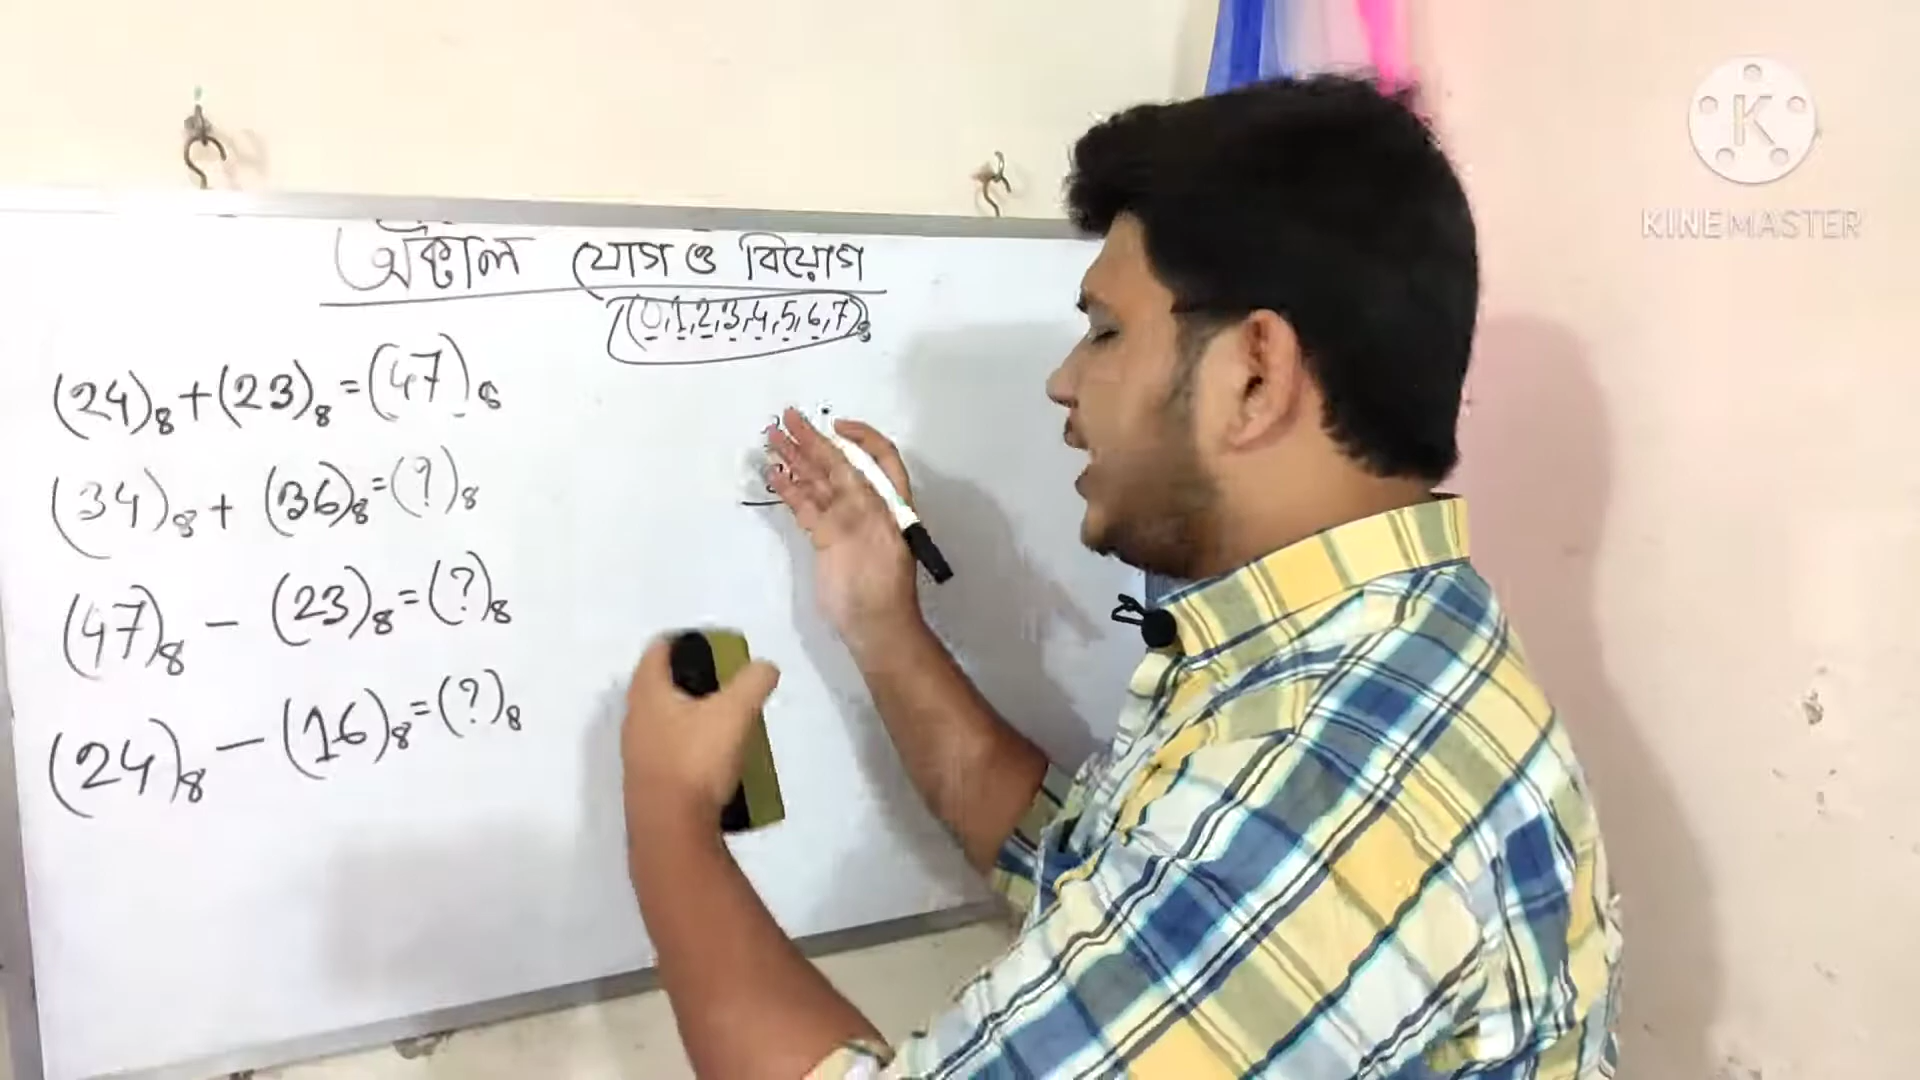 অক্টাল যোগ ও বিয়োগ
(0,1,2,3,4,5,6,7)8
(24)8+(23)8=(47)8
(34)8+(36)8=(?)8
(47)8-(23)8=(?)8
(24)8-(16)8=(?)8
K
KINEMASTER